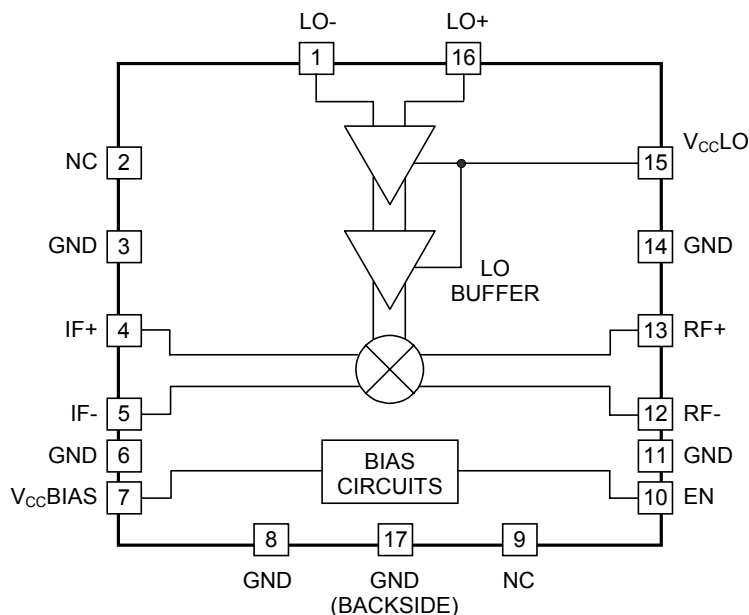 LO- LO+
1 16
NC 2
15 VCCLO
GND 3
14 GND
LO
BUFFER
IF+ 4
13 RF+
IF- 5
12 RF-
GND 6
11 GND
BIAS
CIRCUITS
VCCBIAS 7
10 EN
8 17 9
GND GND NC
(BACKSIDE)